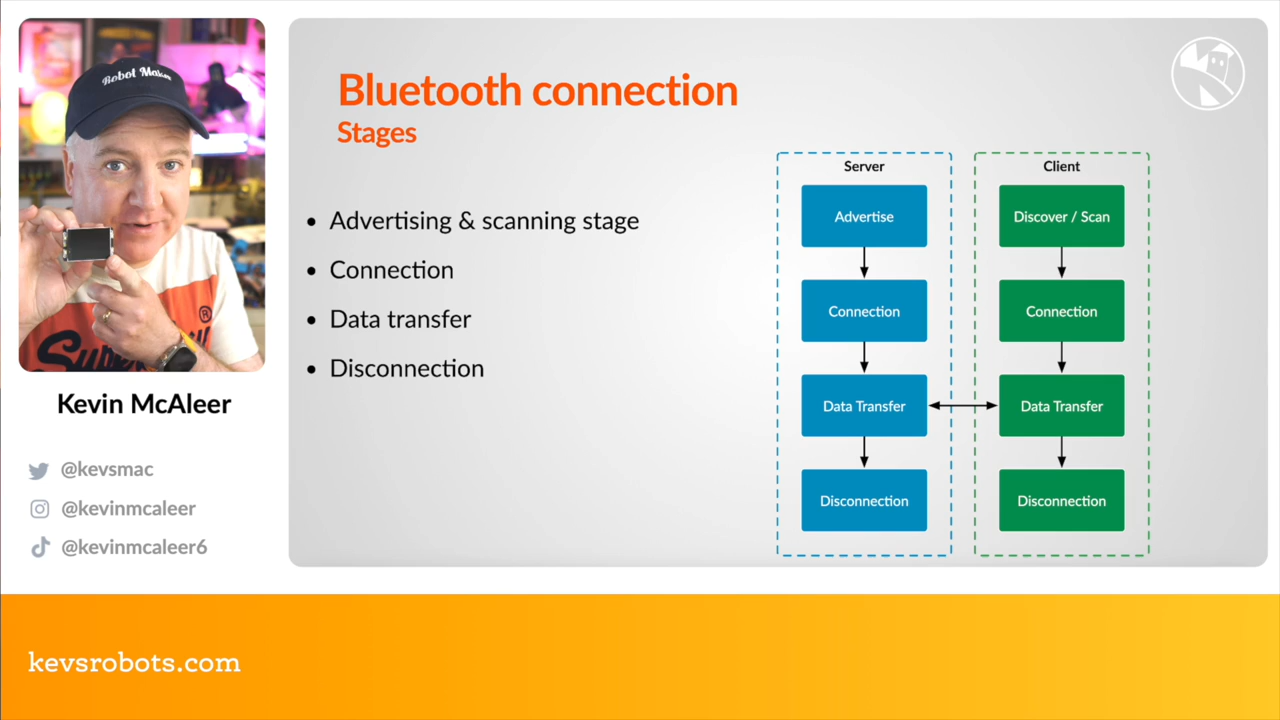 Robot Maker
®
Kevin McAleer
@kevsmac
@kevinmcaleer
@kevinmcaleer6
Bluetooth connection
Stages
• Advertising & scanning stage
• Connection
• Data transfer
• Disconnection
Server
Advertise
Connection
Data Transfer
Disconnection
Client
Discover / Scan
Connection
Data Transfer
Disconnection
kevsrobots.com